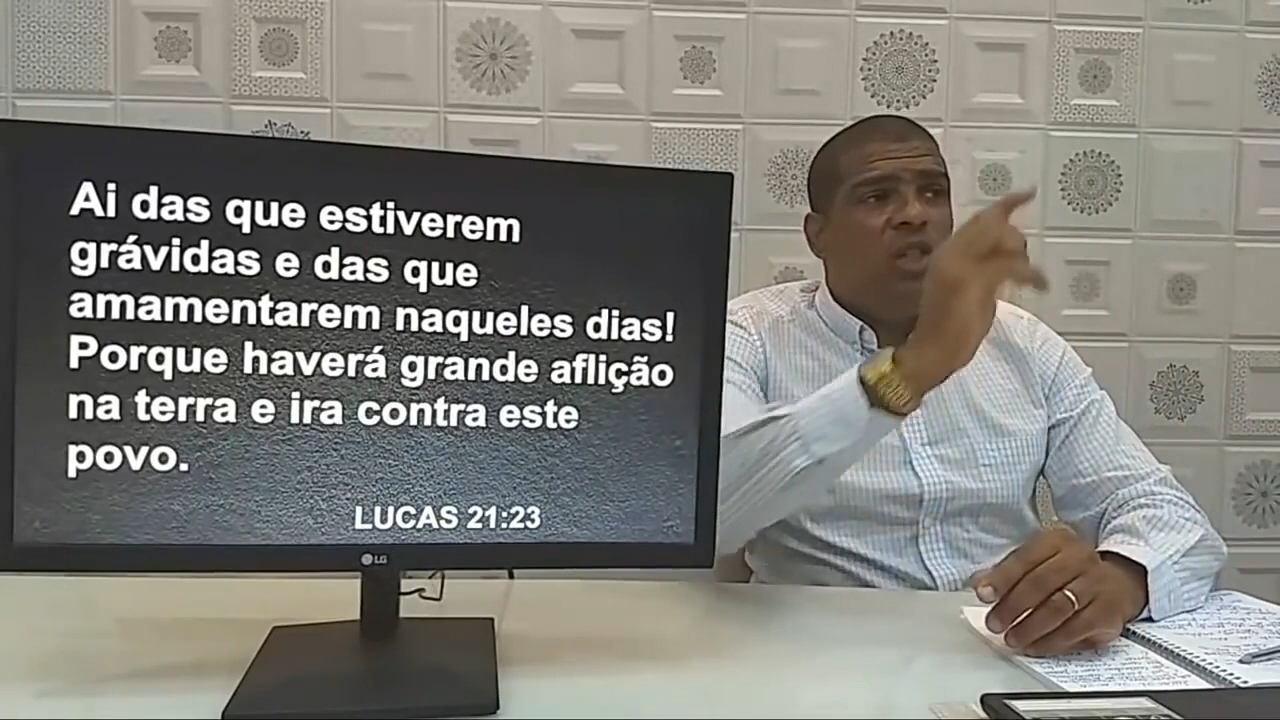 Ai das que estiverem
grávidas e das que
amamentarem naqueles dias!
Porque haverá grande aflição
na terra e ira contra este
povo.
LUCAS 21:23
LG